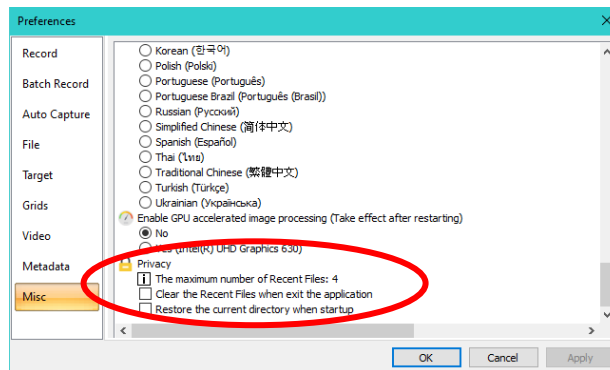 Preferences
Record
Batch Record
Auto Capture
File
Target
Grids
Video
Metadata
Misc
Korean (한국어)
Polish (Polski)
Portuguese (Português)
Portuguese Brazil (Português (Brasil))
Russian (Русский)
Simplified Chinese (简体中文)
Spanish (Español)
Thai (ไทย)
Traditional Chinese (繁體中文)
Turkish (Türkçe)
Ukrainian (Українська)
Enable GPU accelerated image processing (Take effect after restarting)
No
Yes (Intel(R) UHD Graphics 630)
Privacy
The maximum number of Recent Files: 4
Clear the Recent Files when exit the application
Restore the current directory when startup
OK
Cancel
Apply